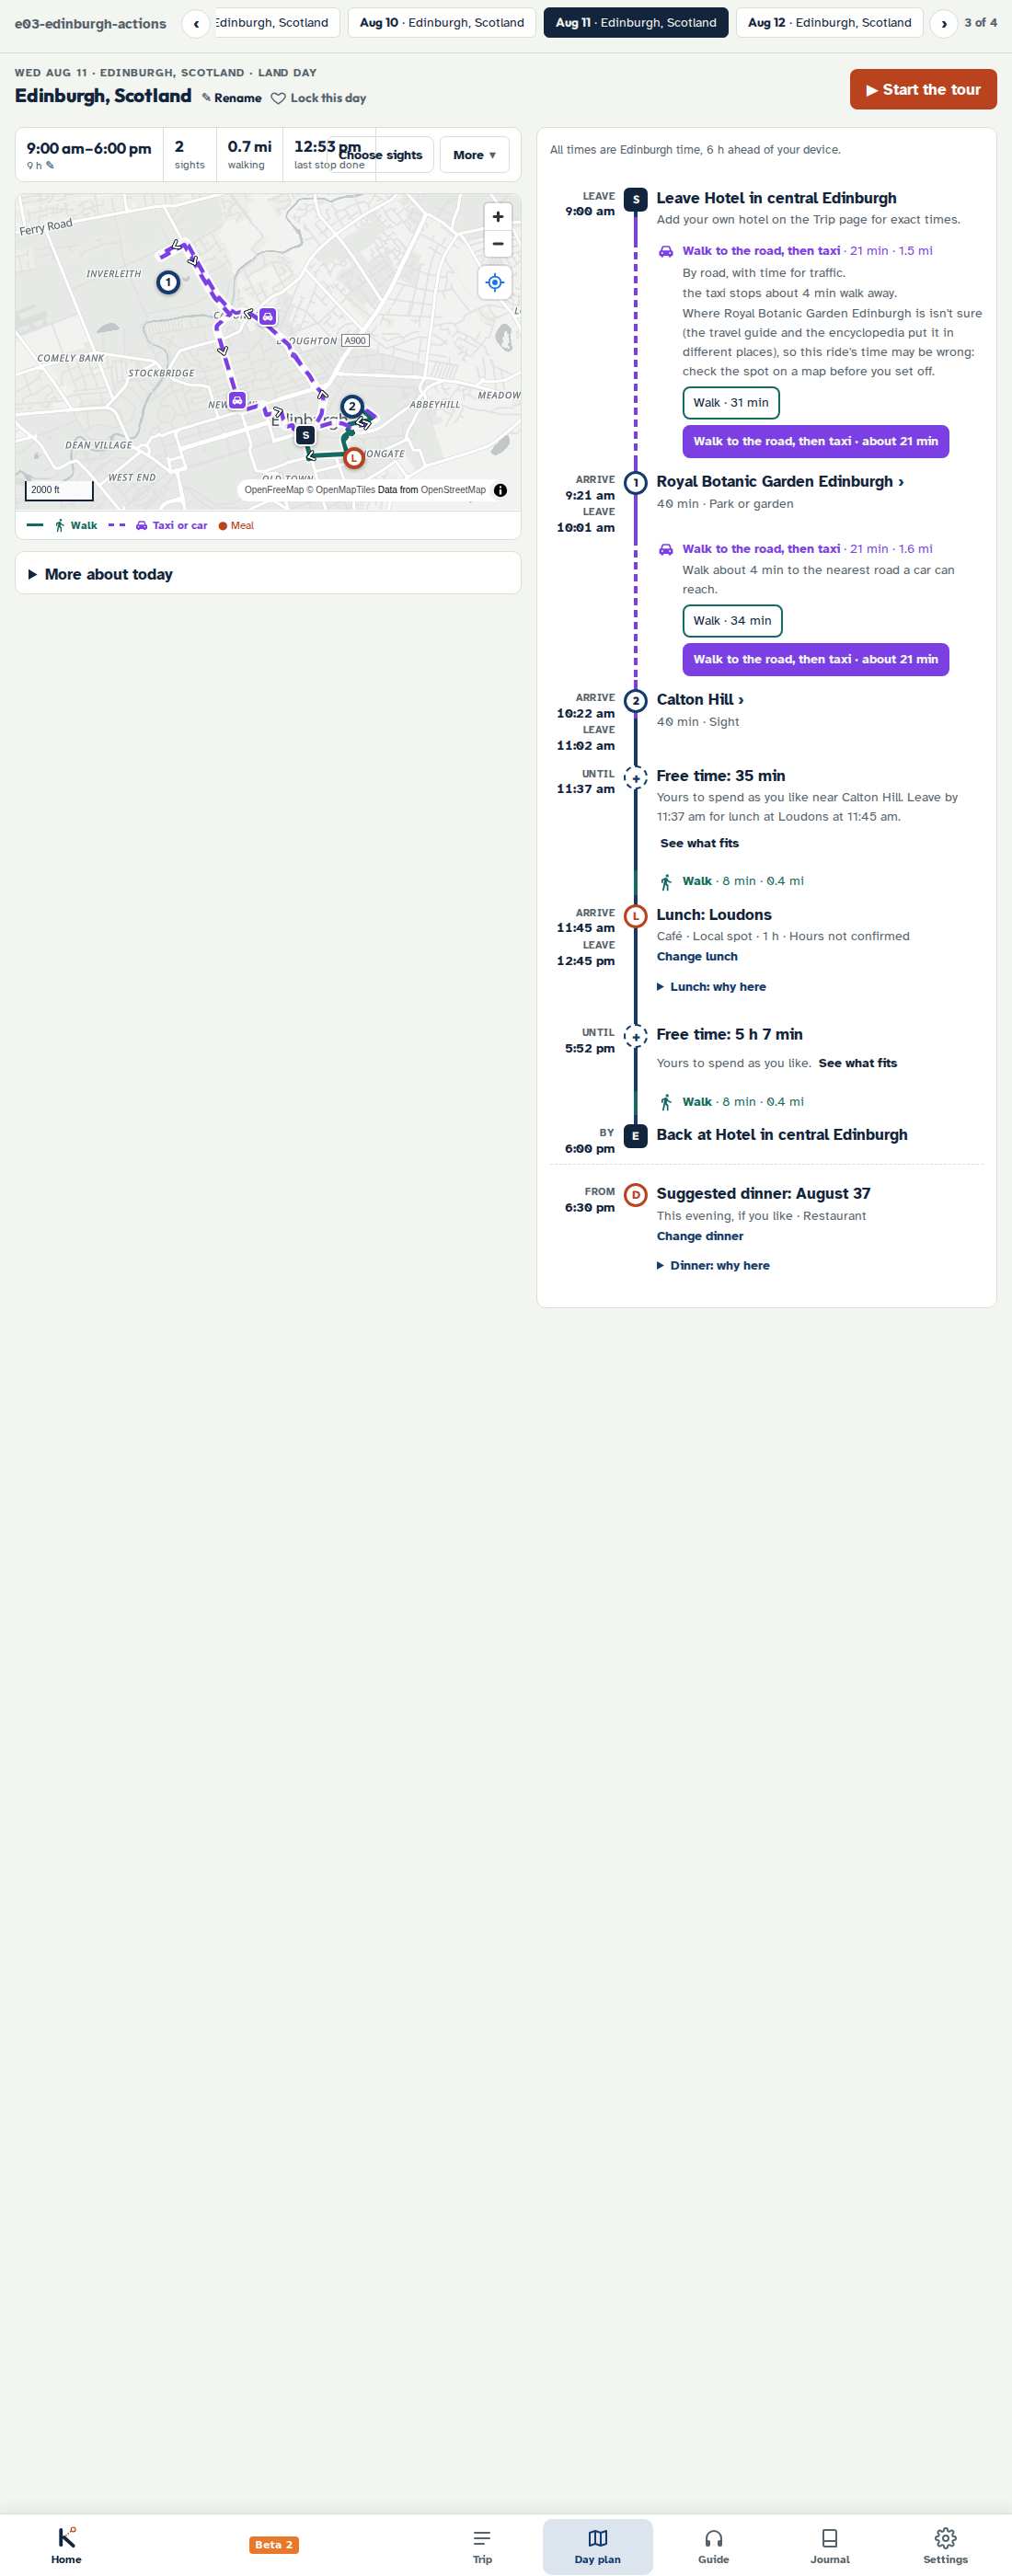 e03-edinburgh-actions
‹
Edinburgh, Scotland
Aug 10 · Edinburgh, Scotland
Aug 11 · Edinburgh, Scotland
Aug 12 · Edinburgh, Scotland
›
3 of 4
WED AUG 11 · EDINBURGH, SCOTLAND · LAND DAY
Edinburgh, Scotland ✎ Rename Lock this day
▶ Start the tour
9:00 am–6:00 pm
9 h ✎
2
sights
0.7 mi
walking
12:53 pm
last stop done
Choose sights
More ▾
Ferry Road
INVERLEITH
1
A900
COMELY BANK
STOCKBRIDGE
ABBEYHILL
MEADOW
2
S
DEAN VILLAGE
L
WEST END
2000 ft
OpenFreeMap © OpenMapTiles Data from OpenStreetMap
Walk
Taxi or car
Meal
▶ More about today
All times are Edinburgh time, 6 h ahead of your device.
LEAVE
9:00 am
S
Leave Hotel in central Edinburgh
Add your own hotel on the Trip page for exact times.
Walk to the road, then taxi · 21 min · 1.5 mi
By road, with time for traffic.
the taxi stops about 4 min walk away.
Where Royal Botanic Garden Edinburgh is isn't sure
(the travel guide and the encyclopedia put it in
different places), so this ride's time may be wrong:
check the spot on a map before you set off.
Walk · 31 min
Walk to the road, then taxi · about 21 min
ARRIVE
9:21 am
LEAVE
10:01 am
1
Royal Botanic Garden Edinburgh ›
40 min · Park or garden
Walk to the road, then taxi · 21 min · 1.6 mi
Walk about 4 min to the nearest road a car can
reach.
Walk · 34 min
Walk to the road, then taxi · about 21 min
ARRIVE
10:22 am
LEAVE
11:02 am
2
Calton Hill ›
40 min · Sight
UNTIL
11:37 am
+
Free time: 35 min
Yours to spend as you like near Calton Hill. Leave by
11:37 am for lunch at Loudons at 11:45 am.
See what fits
Walk · 8 min · 0.4 mi
ARRIVE
11:45 am
LEAVE
12:45 pm
L
Lunch: Loudons
Café · Local spot · 1 h · Hours not confirmed
Change lunch
▶ Lunch: why here
UNTIL
5:52 pm
+
Free time: 5 h 7 min
Yours to spend as you like. See what fits
Walk · 8 min · 0.4 mi
BY
6:00 pm
E
Back at Hotel in central Edinburgh
FROM
6:30 pm
D
Suggested dinner: August 37
This evening, if you like · Restaurant
Change dinner
▶ Dinner: why here
Home
Beta 2
Trip
Day plan
Guide
Journal
Settings